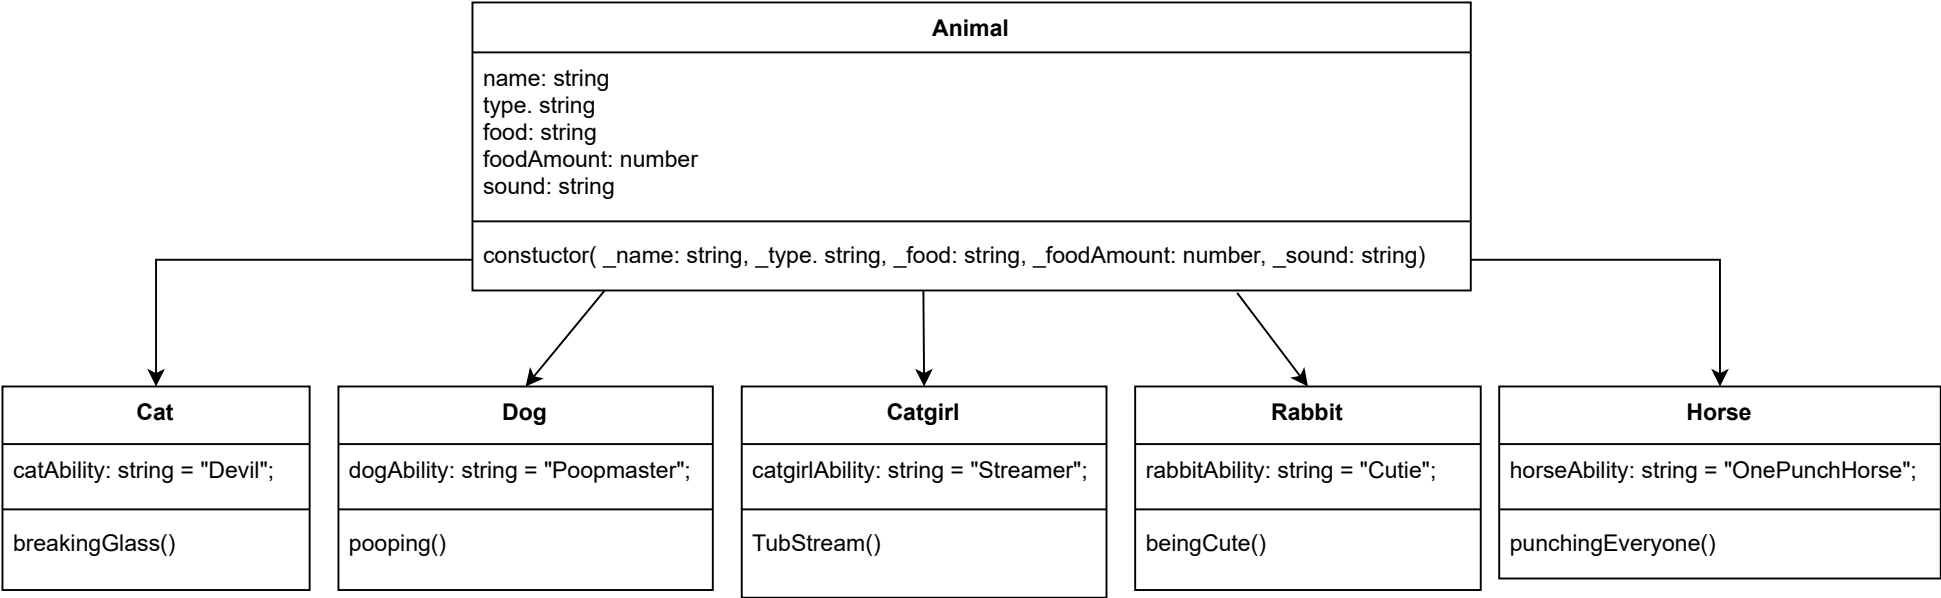 Animal
name: string
type. string
food: string
foodAmount: number
sound: string
constuctor( _name: string, _type. string, _food: string, _foodAmount: number, _sound: string)
Cat
catAbility: string = "Devil";
breakingGlass()
Dog
dogAbility: string = "Poopmaster";
pooping()
Catgirl
catgirlAbility: string = "Streamer";
TubStream()
Rabbit
rabbitAbility: string = "Cutie";
beingCute()
Horse
horseAbility: string = "OnePunchHorse";
punchingEveryone()